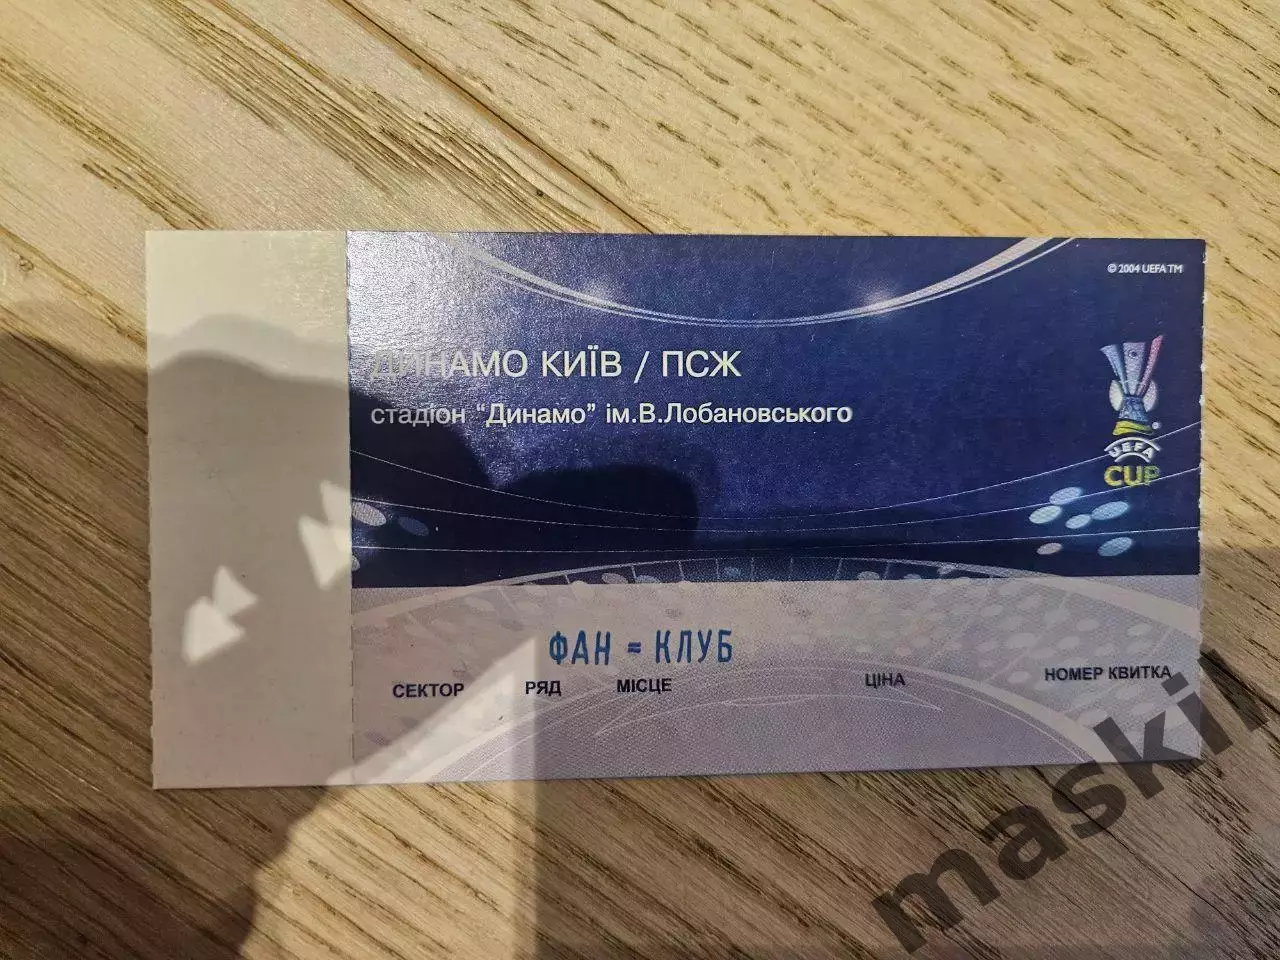 © 2004 UEFA TM
ДИНАМО КИЇВ / ПСЖ
стадіон "Динамо" ім.В.Лобановського
UEFA
CUP
ФАН = КЛУБ
СЕКТОР РЯД МІСЦЕ ЦІНА НОМЕР КВИТКА